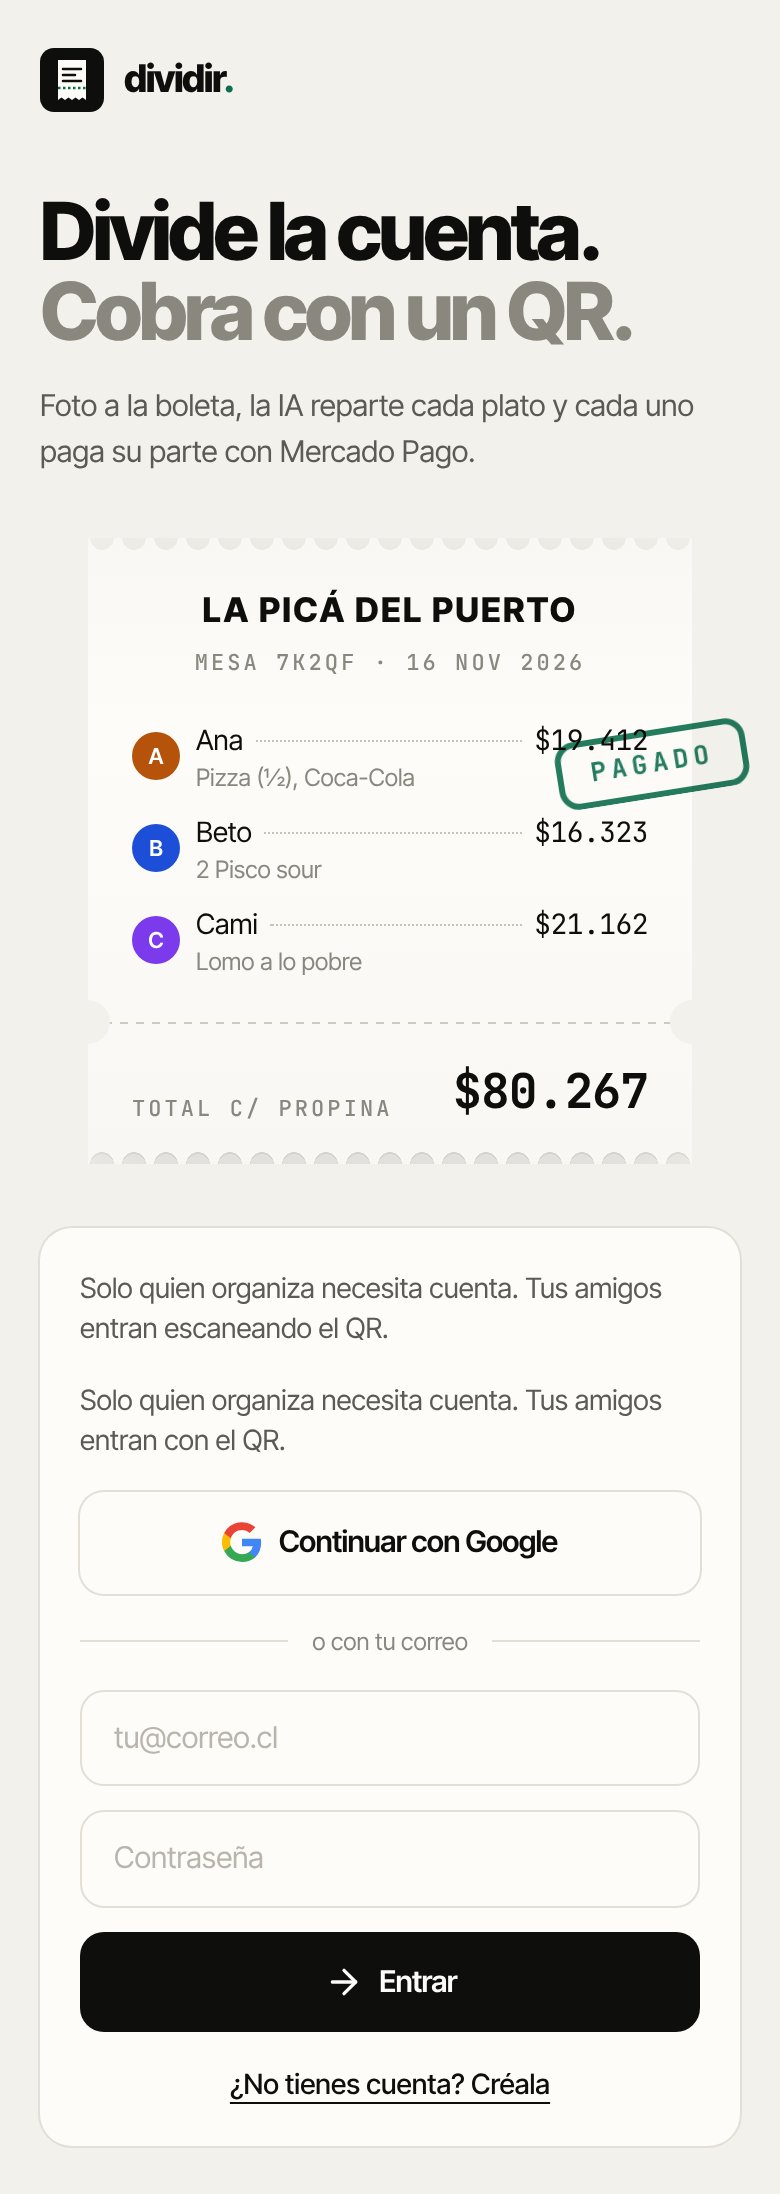 dividir.
Divide la cuenta.
Cobra con un QR.
Foto a la boleta, la IA reparte cada plato y cada uno
paga su parte con Mercado Pago.
LA PICÁ DEL PUERTO
MESA 7K2QF · 16 NOV 2026
A Ana $19.412
PAGADO
Pizza (½), Coca-Cola
B Beto $16.323
2 Pisco sour
C Cami $21.162
Lomo a lo pobre
TOTAL C/ PROPINA $80.267
Solo quien organiza necesita cuenta. Tus amigos
entran escaneando el QR.
Solo quien organiza necesita cuenta. Tus amigos
entran con el QR.
Continuar con Google
o con tu correo
tu@correo.cl
Contraseña
Entrar
¿No tienes cuenta? Créala